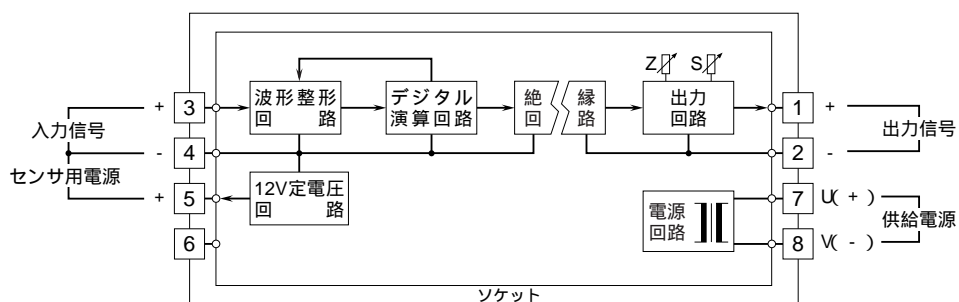 Z S
+ 3 波形整形 回路 デジタル 演算回路 絶縁 回路 出力 回路 1 +
入力信号 出力信号
- 4 2 -
センサ用電源
+ 5 12V定電圧 回路 電源 回路 7 U( + )
供給電源
6 8 V( - )
ソケット